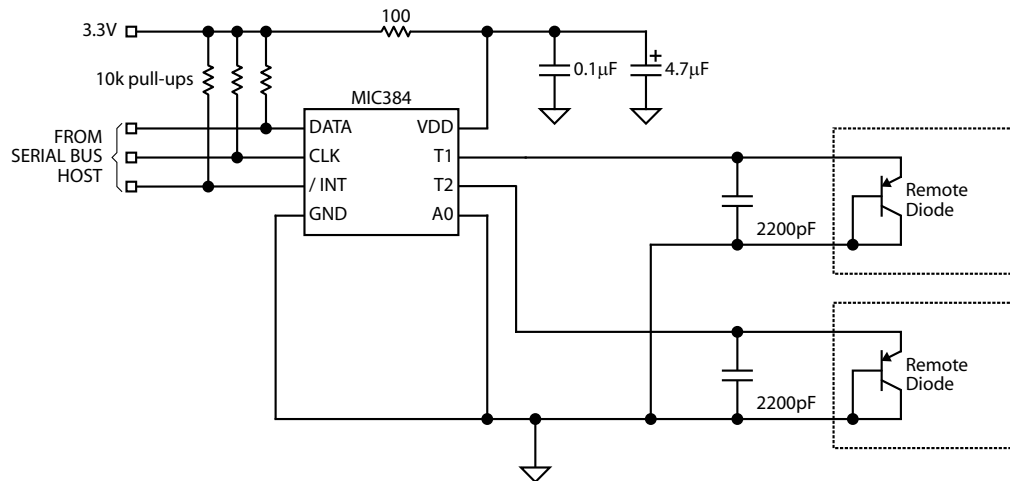 100
3.3V
10k pull-ups
0.1µF
4.7µF
+
MIC384
FROM
SERIAL BUS
HOST
DATA
CLK
/ INT
GND
VDD
T1
T2
A0
Remote
Diode
2200pF
Remote
Diode
2200pF